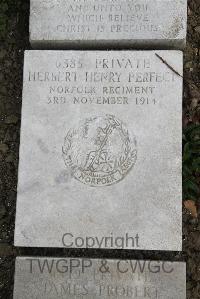 AND UNTO YOU
WHICH BELIEVE
CHRIST IS PRECIOUS
6385 PRIVATE
HERBERT HENRY PERFECT
NORFOLK REGIMENT
3RD NOVEMBER 1914
NORFOLK
Copyright
TWGPP & CWGC
JAMES PROBERT